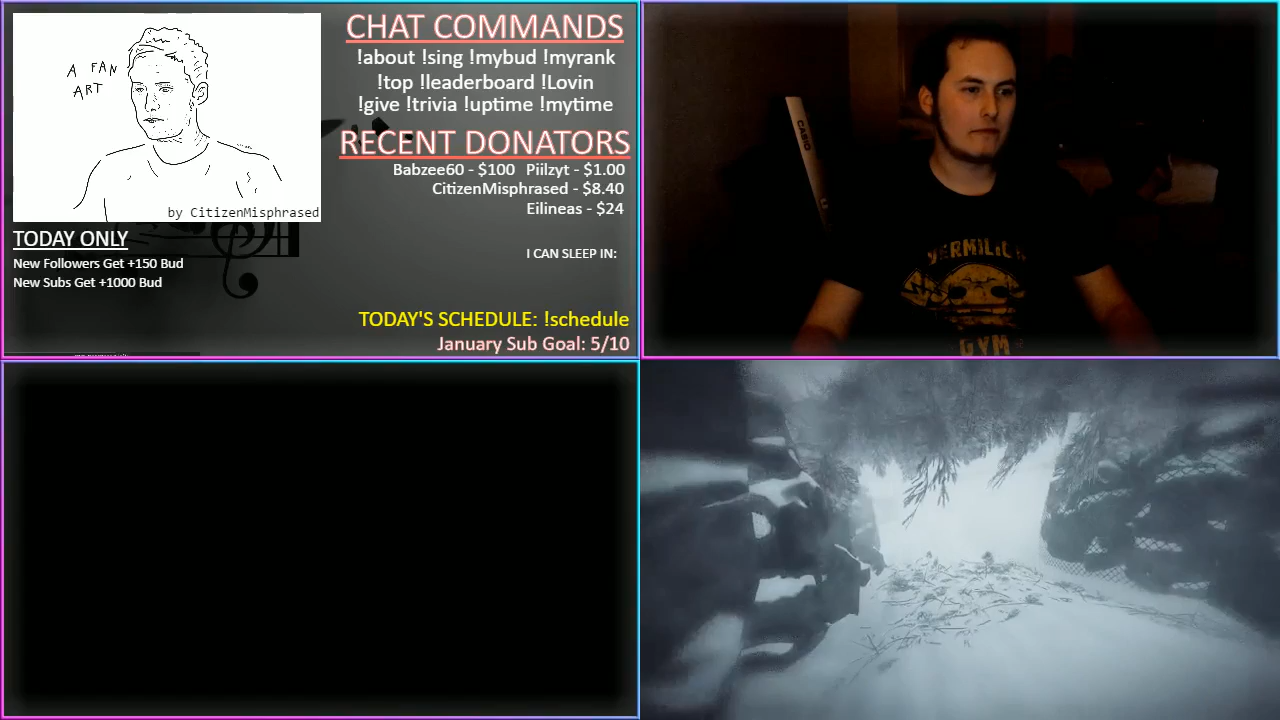 A FAN
ART
by CitizenMisphrased
TODAY ONLY
New Followers Get +150 Bud
New Subs Get +1000 Bud
CHAT COMMANDS
!about !sing !mybud !myrank
!top !leaderboard !Lovin
!give !trivia !uptime !mytime
RECENT DONATORS
Babzee60 - $100 Piilzyt - $1.00
CitizenMisphrased - $8.40
Eilineas - $24
I CAN SLEEP IN:
TODAY'S SCHEDULE: !schedule
January Sub Goal: 5/10
CASIO
GYM